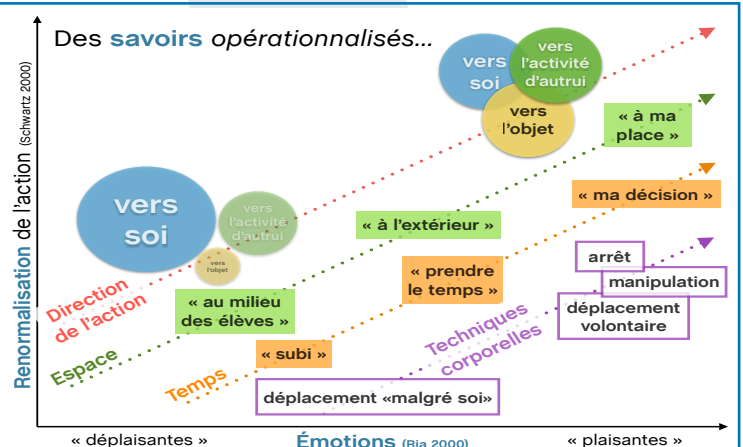 Des savoirs opérationnalisés...
Renormalisation de l'action (Schwartz 2000)
vers
soi
vers
l'activité
d'autrui
vers
l'objet
« à ma
place »
vers
soi
vers
l'activité
d'autrui
vers
l'objet
« ma décision »
« à l'extérieur »
arrêt
manipulation
déplacement
volontaire
« prendre
le temps »
Direction
de l'action
« au milieu
des élèves »
Techniques
corporelles
Espace
« subi »
Temps
déplacement «malgré soi»
« déplaisantes »
Émotions (Ria 2000)
« plaisantes »